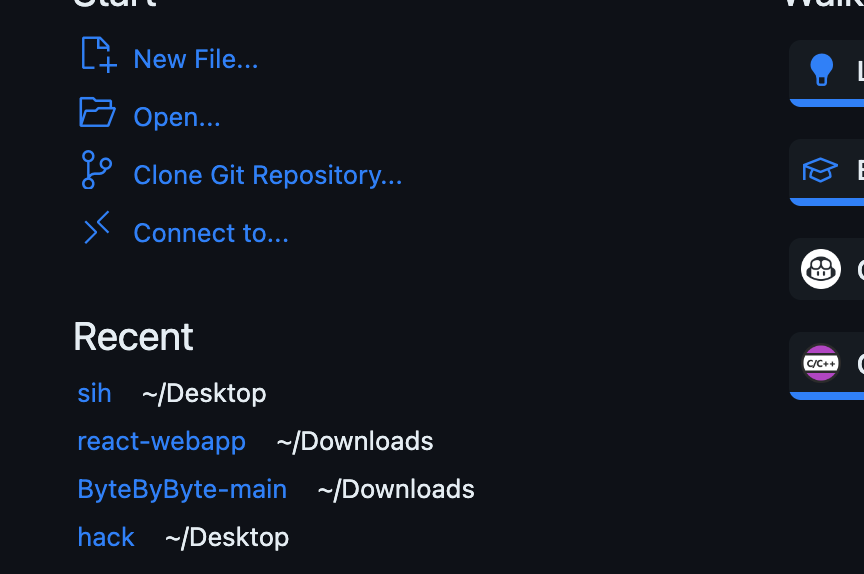 Start
New File...
Open...
Clone Git Repository...
Connect to...
Recent
sih ~/Desktop
react-webapp ~/Downloads
ByteByByte-main ~/Downloads
hack ~/Desktop
C/C++